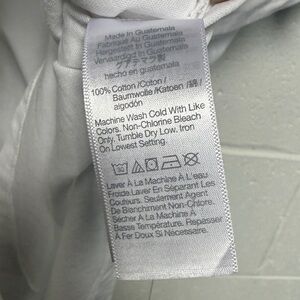 Made In Guatemala
Fabriqué Au Guatemala
Hergestellt In Guatemala
Vervaardigd In Guatemala
グアテマラ製
hecho en guatemala
100% Cotton / Coton /
Baumwolle / Katoen / 綿 /
algodón
Machine Wash Cold With Like
Colors. Non-Chlorine Bleach
Only. Tumble Dry Low. Iron
On Lowest Setting.
Laver À La Machine À L'eau
Froide. Laver En Séparant Les
Couleurs. Seulement Agent
De Blanchiment Non-Chlore.
Sécher À La Machine À
Basse Température. Repasser
À Fer Doux Si Nécessaire.